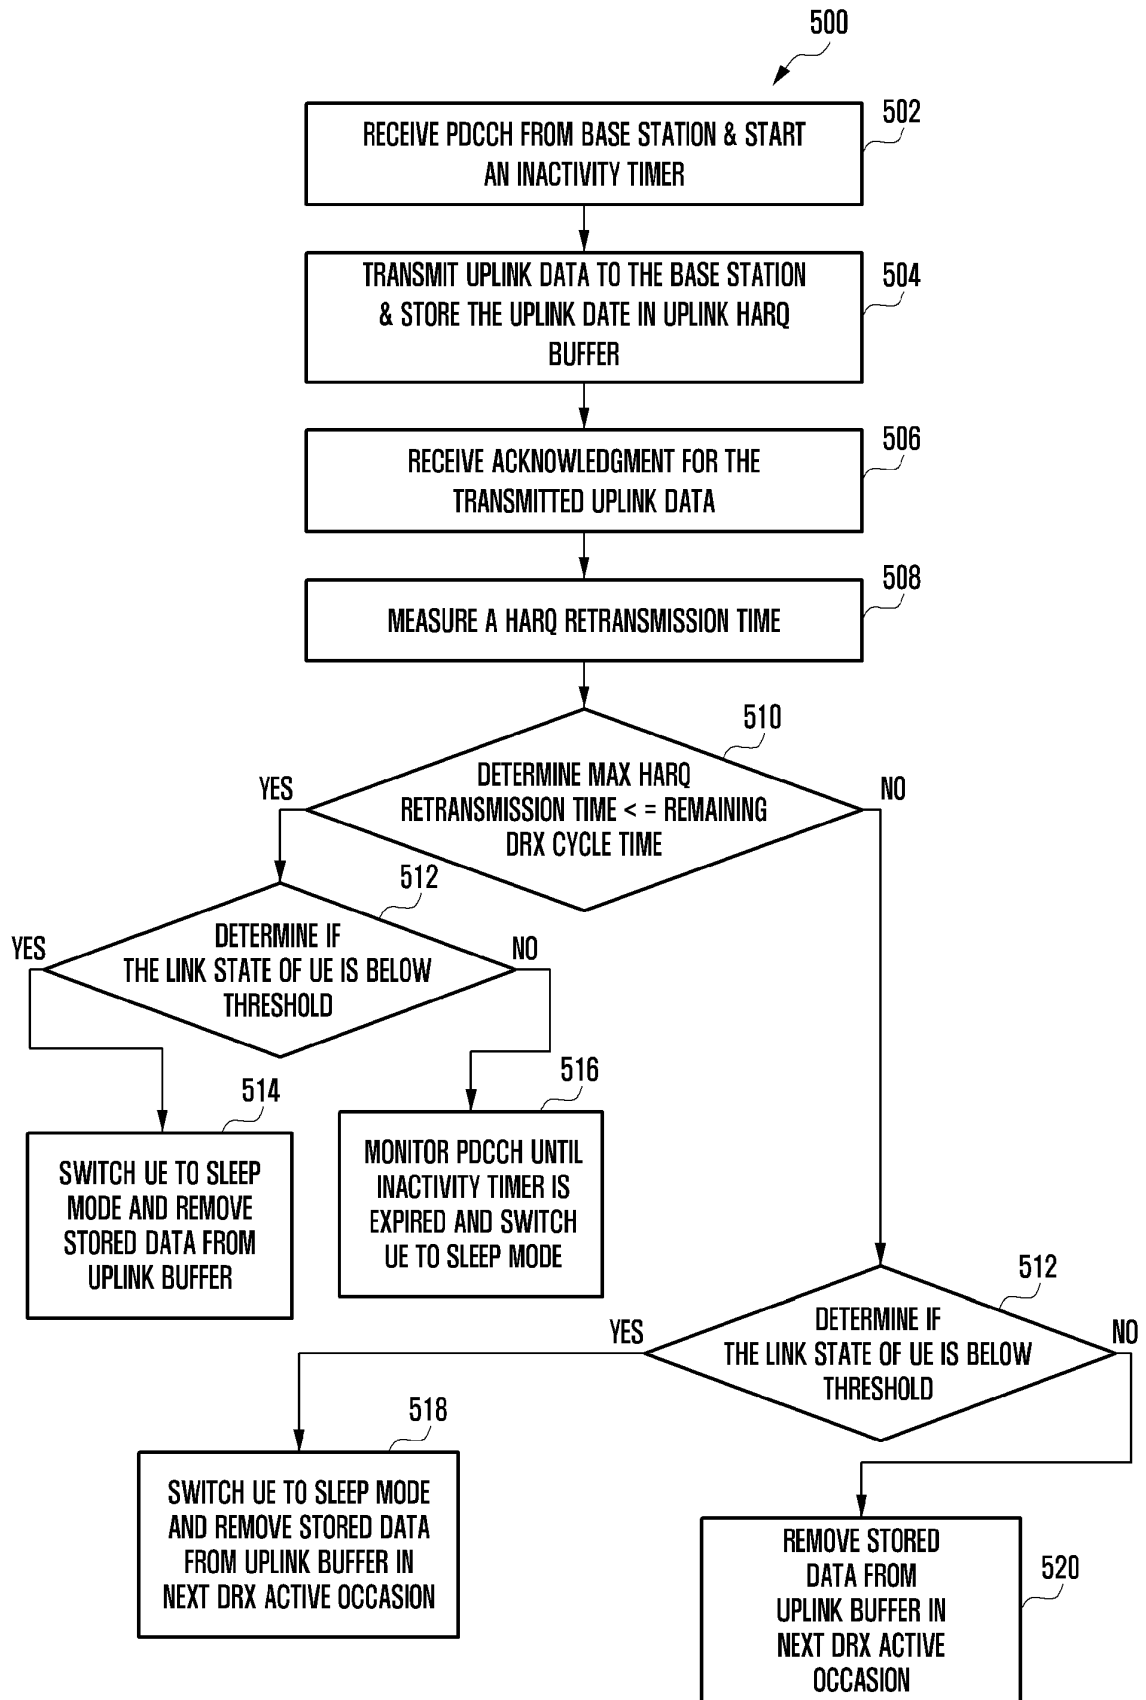 500
502
RECEIVE PDCCH FROM BASE STATION & START
AN INACTIVITY TIMER
504
TRANSMIT UPLINK DATA TO THE BASE STATION
& STORE THE UPLINK DATE IN UPLINK HARQ
BUFFER
506
RECEIVE ACKNOWLEDGMENT FOR THE
TRANSMITTED UPLINK DATA
508
MEASURE A HARQ RETRANSMISSION TIME
510
DETERMINE MAX HARQ
RETRANSMISSION TIME < = REMAINING
DRX CYCLE TIME
YES
NO
512
DETERMINE IF
THE LINK STATE OF UE IS BELOW
THRESHOLD
YES
NO
514
SWITCH UE TO SLEEP
MODE AND REMOVE
STORED DATA FROM
UPLINK BUFFER
516
MONITOR PDCCH UNTIL
INACTIVITY TIMER IS
EXPIRED AND SWITCH
UE TO SLEEP MODE
512
DETERMINE IF
THE LINK STATE OF UE IS BELOW
THRESHOLD
YES
NO
518
SWITCH UE TO SLEEP MODE
AND REMOVE STORED DATA
FROM UPLINK BUFFER IN
NEXT DRX ACTIVE OCCASION
520
REMOVE STORED
DATA FROM
UPLINK BUFFER IN
NEXT DRX ACTIVE
OCCASION